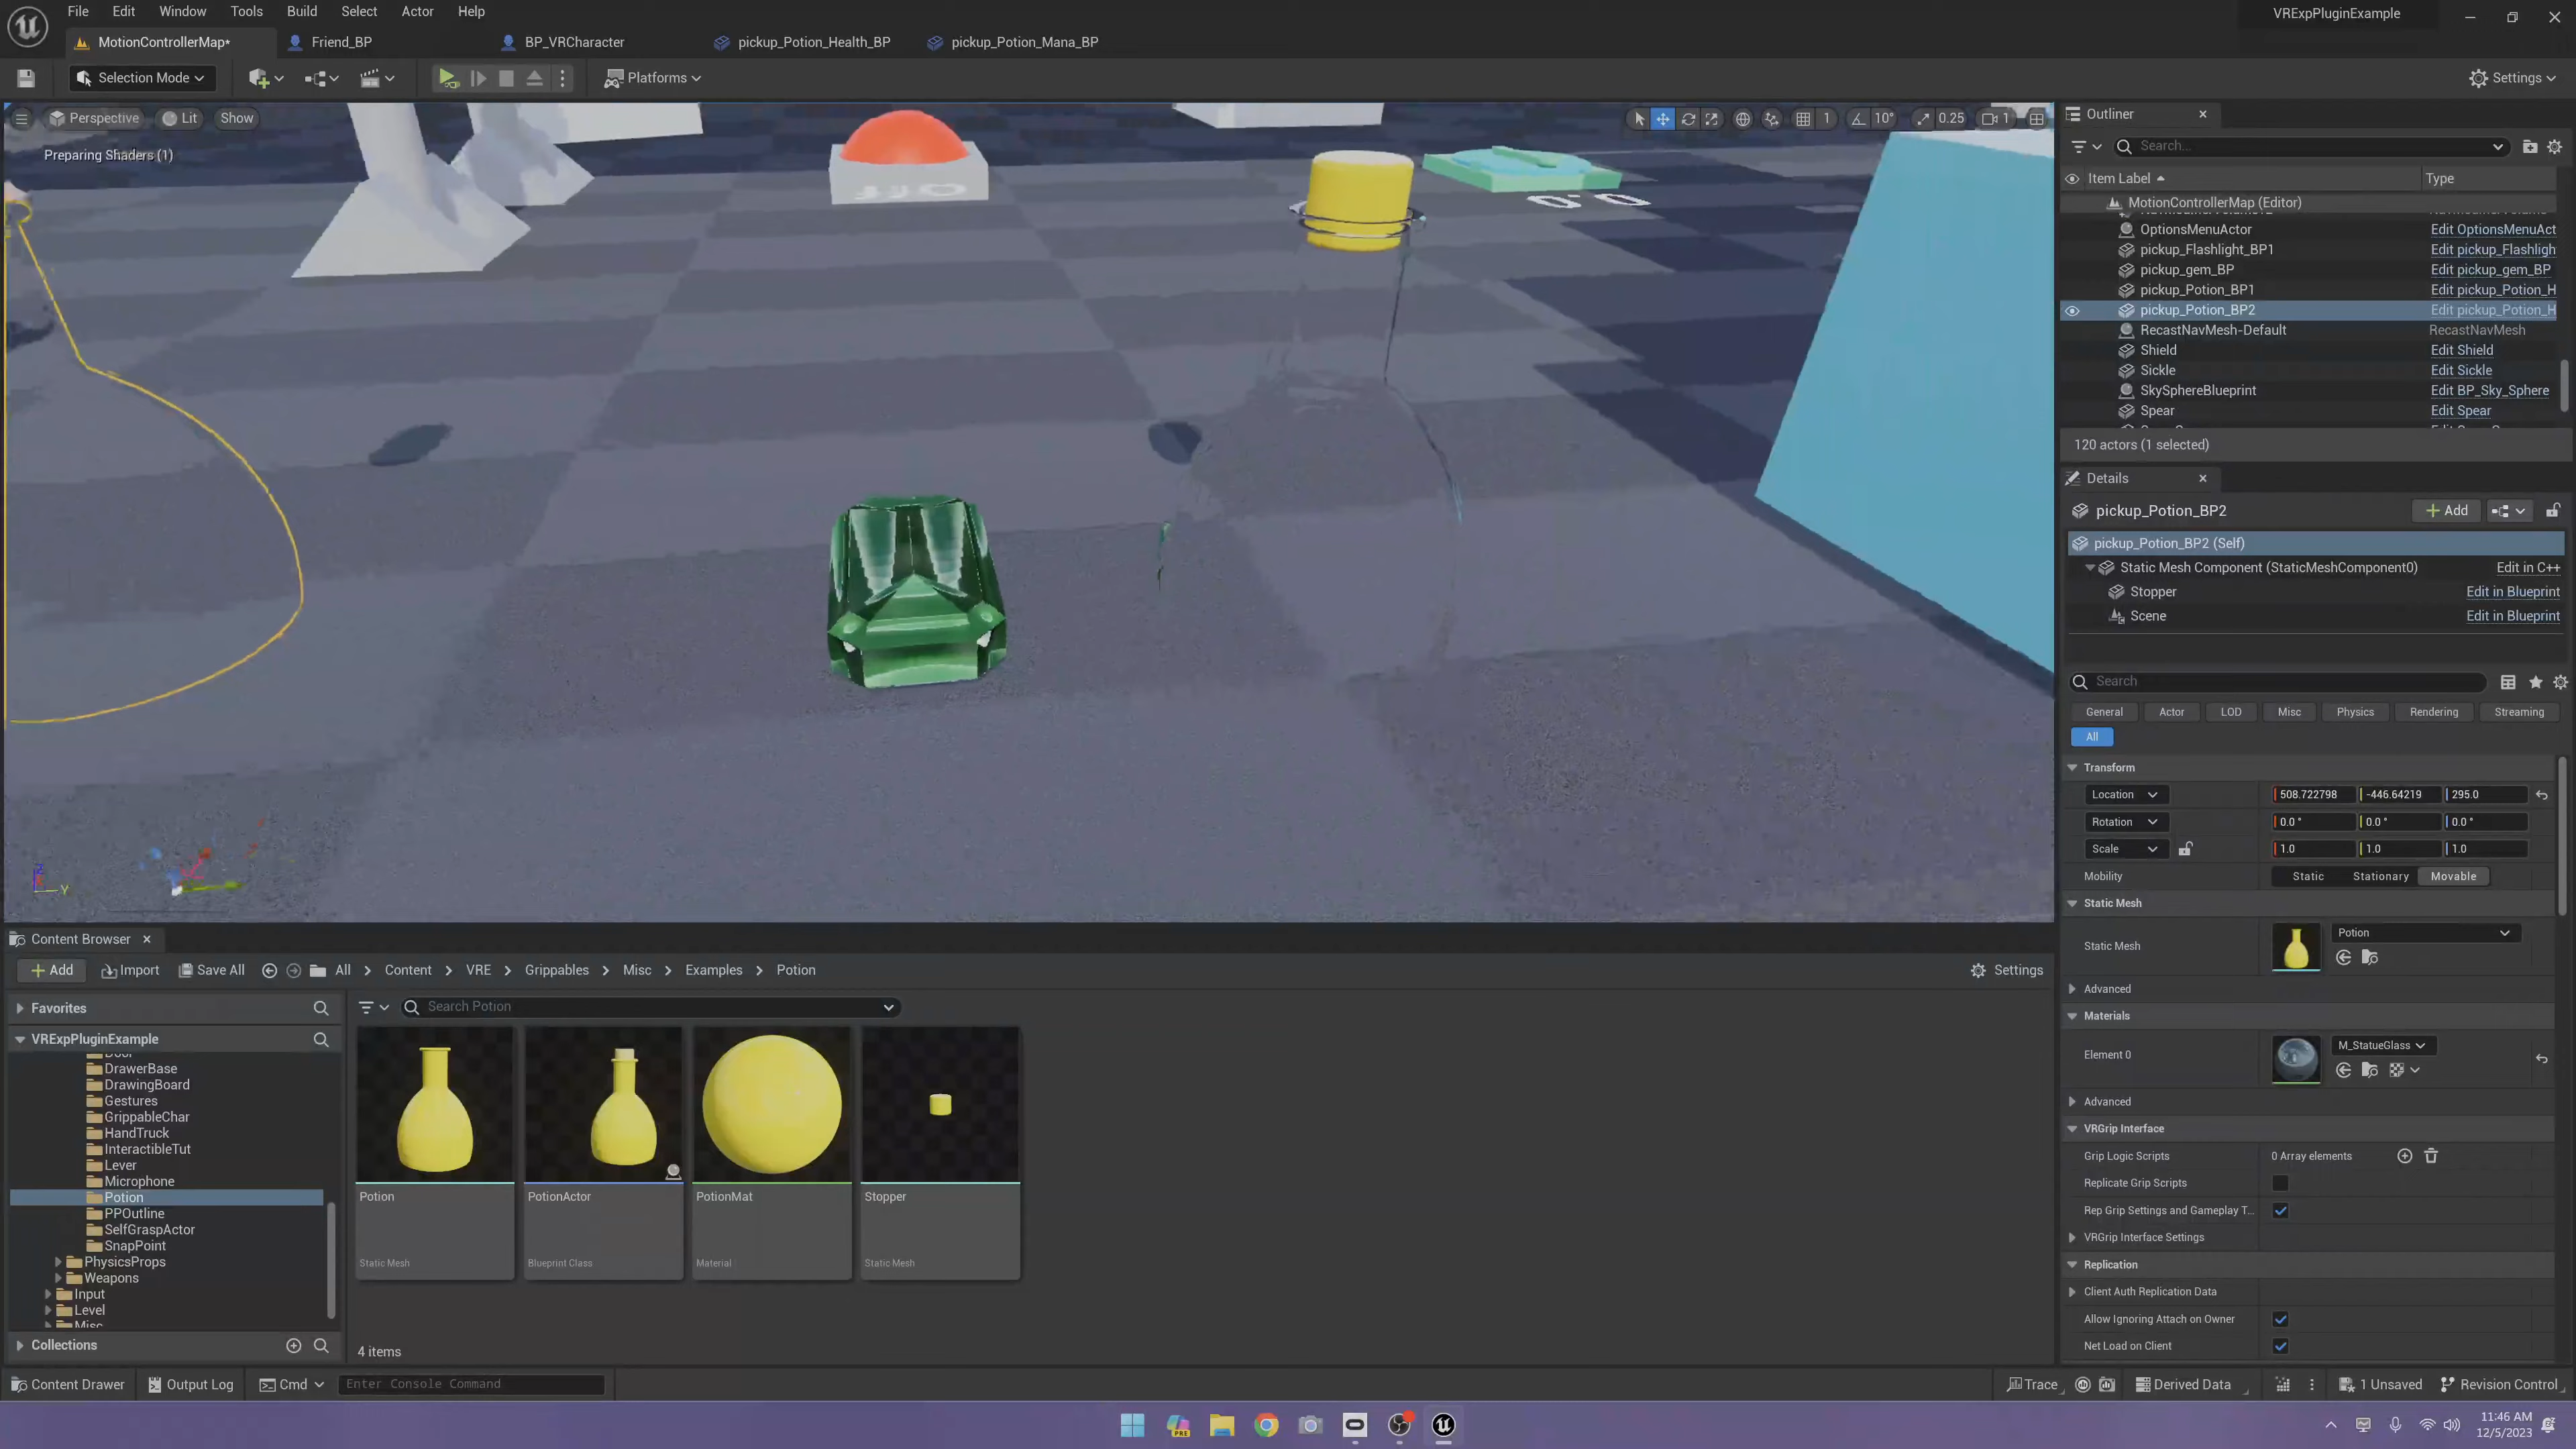 File Edit Window Tools Build Select Actor Help
VRExpPluginExample
MotionControllerMap* Friend_BP BP_VRCharacter pickup_Potion_Health_BP pickup_Potion_Mana_BP
Selection Mode Platforms Settings
Perspective Lit Show 1 10° 0.25 1
Preparing Shaders (1)
Outliner
Search...
Item Label Type
MotionControllerMap (Editor)
OptionsMenuActor Edit OptionsMenuAct
pickup_Flashlight_BP1 Edit pickup_Flashligh
pickup_gem_BP Edit pickup_gem_BP
pickup_Potion_BP1 Edit pickup_Potion_H
pickup_Potion_BP2 Edit pickup_Potion_H
RecastNavMesh-Default RecastNavMesh
Shield Edit Shield
Sickle Edit Sickle
SkySphereBlueprint Edit BP_Sky_Sphere
Spear Edit Spear
120 actors (1 selected)
Details
pickup_Potion_BP2 Add
pickup_Potion_BP2 (Self)
Static Mesh Component (StaticMeshComponent0) Edit in C++
Stopper Edit in Blueprint
Scene Edit in Blueprint
Search
General Actor LOD Misc Physics Rendering Streaming
All
Transform
Location 508.722798 -446.64219 295.0
Rotation 0.0 ° 0.0 ° 0.0 °
Scale 1.0 1.0 1.0
Mobility Static Stationary Movable
Static Mesh
Static Mesh Potion
Advanced
Materials
Element 0 M_StatueGlass
Advanced
VRGrip Interface
Grip Logic Scripts 0 Array elements
Replicate Grip Scripts
Rep Grip Settings and Gameplay T...
VRGrip Interface Settings
Replication
Client Auth Replication Data
Allow Ignoring Attach on Owner
Net Load on Client
Off
0.0
Z
Y
Content Browser
Add Import Save All All Content VRE Grippables Misc Examples Potion Settings
Favorites
Search Potion
VRExpPluginExample
Door
DrawerBase
DrawingBoard
Gestures
GrippableChar
HandTruck
InteractibleTut
Lever
Microphone
Potion
PPOutline
SelfGraspActor
SnapPoint
PhysicsProps
Weapons
Input
Level
Misc
Collections
Potion PotionActor PotionMat Stopper
Static Mesh Blueprint Class Material Static Mesh
4 items
Content Drawer Output Log Cmd Enter Console Command Trace Derived Data 1 Unsaved Revision Control
PRE
11:46 AM
12/5/2023